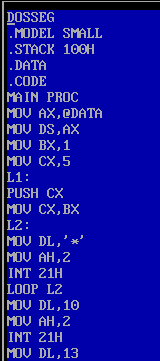 DOSSEG
.MODEL SMALL
.STACK 100H
.DATA
.CODE
MAIN PROC
MOV AX,@DATA
MOV DS,AX
MOV BX,1
MOV CX,5
L1:
PUSH CX
MOV CX,BX
L2:
MOV DL,'*'
MOV AH,2
INT 21H
LOOP L2
MOV DL,10
MOV AH,2
INT 21H
MOV DL,13